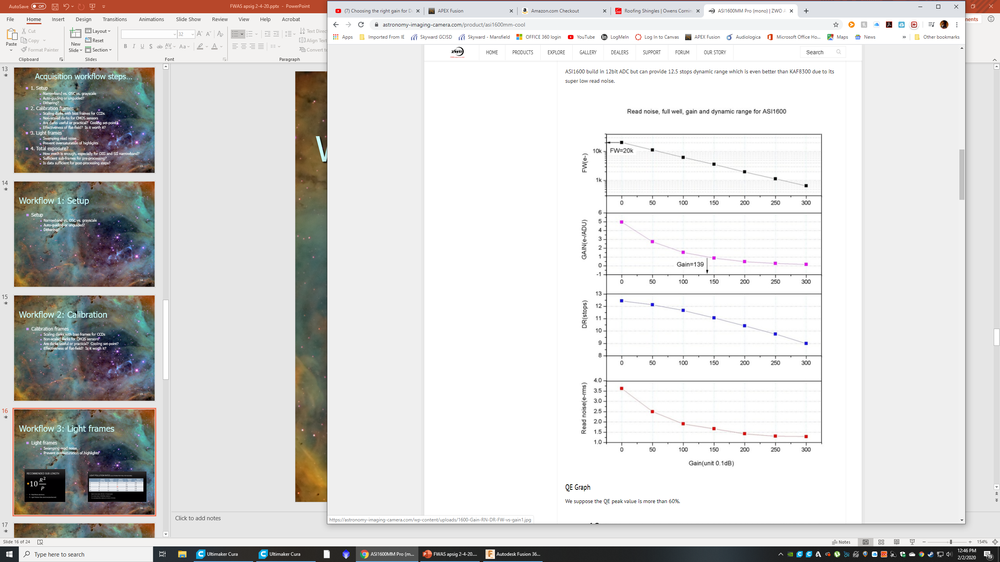 AutoSave Off
FWAS apsig 2-4-20.pptx - PowerPoint
File Home Insert Design Transitions Animations Slide Show Review View Help Acrobat
Paste
Cut
Copy
Format Painter
Clipboard
New
Slide
Layout
Reset
Section
Slides
32
B I U S ab AV Aa A
Font
Text Direct
Align Text
Convert to
Paragraph
13
Acquisition workflow steps...
1. Setup
Narrowband vs. OSC vs. grayscale
Auto-guiding or unguided?
Dithering?
2. Calibration frames
Scaling darks with bias frames for CCDs
Non-scaled darks for CMOS sensors
Are darks useful or practical? Cooling set-point?
Effectiveness of flat-field? Is it worth it?
3. Light frames
Swamping read noise...
Prevent oversaturation of highlights
4. Total exposure?
How much is enough, especially for OIII and SII narrowband?
Sufficient sub-frames for pre-processing?
Is data sufficient for post-processing steps?
13
14
Workflow 1: Setup
Setup
Narrowband vs. OSC vs. grayscale
Auto-guiding or unguided?
Dithering?
14
15
Workflow 2: Calibration
Calibration frames
Scaling darks with bias frames for CCDs
Non-scaled darks for CMOS sensors
Are darks useful or practical? Cooling set-point?
Effectiveness of flat-field? Is it worth it?
15
16
Workflow 3: Light frames
Light frames
Swamping read noise...
Prevent oversaturation of highlights
RECOMMENDED SUB LENGTH
10 R² / P
16
17
Click to add notes
Slide 16 of 24
Notes
154%
(7) Choosing the right gain for De
APEX Fusion
Amazon.com Checkout
Roofing Shingles | Owens Corning
ASI1600MM Pro (mono) | ZWO A
ments
astronomy-imaging-camera.com/product/asi1600mm-cool
Apps
Imported From IE
Skyward GCISD
Skyward - Mansfield
OFFICE 360 login
YouTube
LogMeIn
Log In to Canvas
APEX Fusion
Audiologica
Microsoft Office Ho...
Maps
News
»
Other bookmarks
ZWO
HOME PRODUCTS EXPLORE GALLERY DEALERS SUPPORT FORUM OUR STORY
Search
ASI1600 build in 12bit ADC but can provide 12.5 stops dynamic range which is even better than KAF8300 due to its
super low read noise.
Read noise, full well, gain and dynamic range for ASI1600
FW(e-)
10k
1k
FW=20k
0 50 100 150 200 250 300
GAIN(e-/ADU)
6
5
4
3
2
1
0
-1
Gain=139
0 50 100 150 200 250 300
DR(stops)
13
12
11
10
9
8
0 50 100 150 200 250 300
Read noise(e-rms)
4.0
3.5
3.0
2.5
2.0
1.5
1.0
0 50 100 150 200 250 300
Gain(unit 0.1dB)
QE Graph
We suppose the QE peak value is more than 60%.
https://astronomy-imaging-camera.com/wp-content/uploads/1600-Gain-RN-DR-FW-vs-gain1.jpg
Type here to search
Ultimaker Cura
Ultimaker Cura
ASI1600MM Pro (m...
FWAS apsig 2-4-20....
Autodesk Fusion 36...
12:46 PM
2/2/2020
19